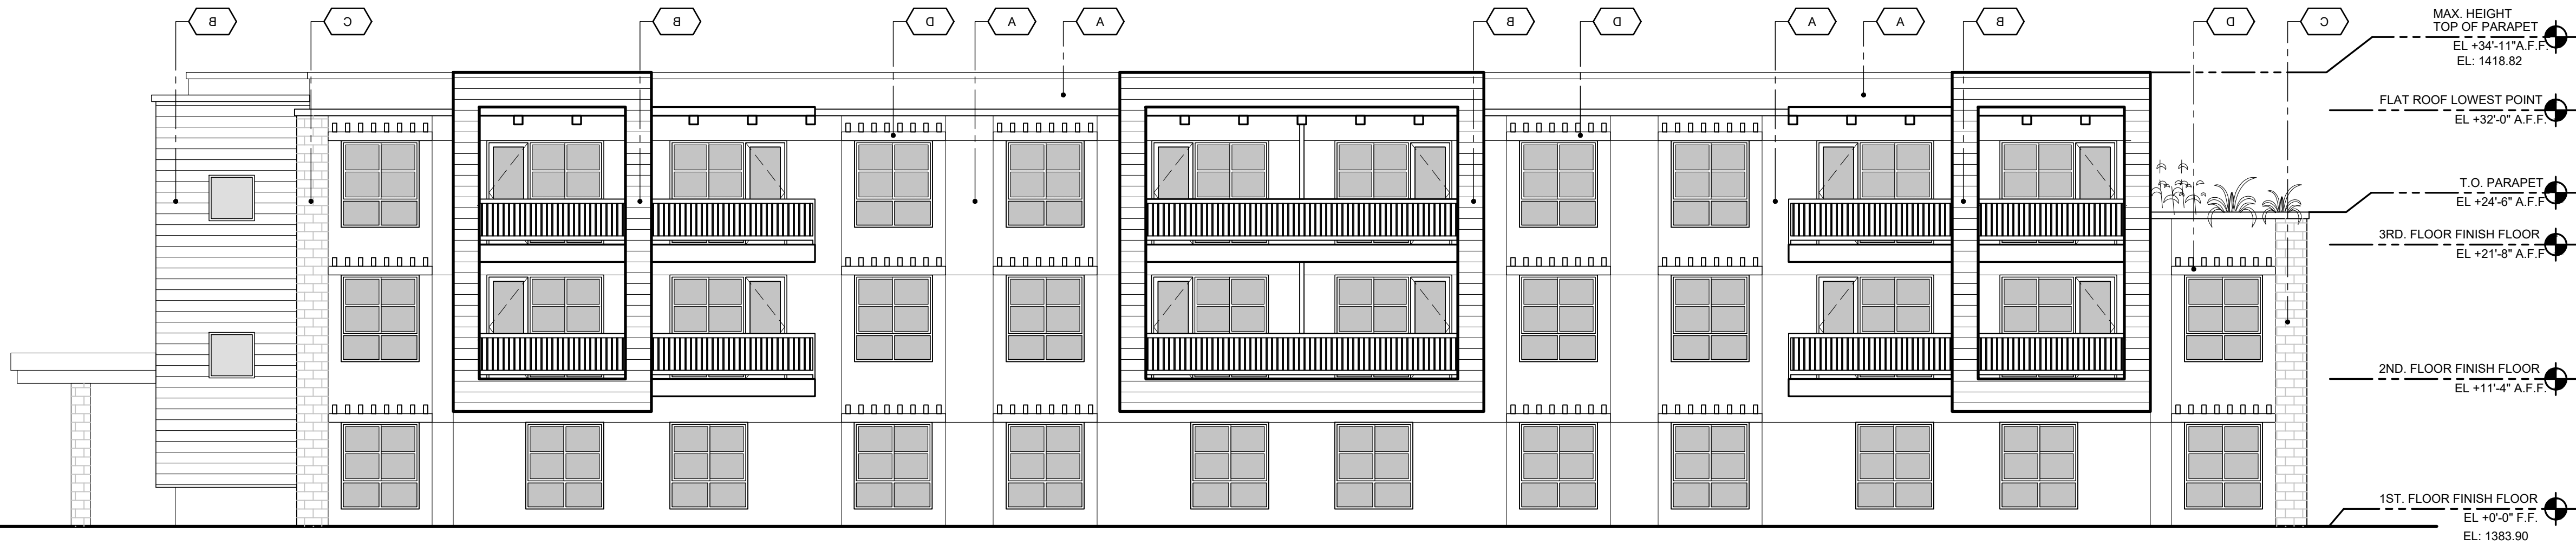 B
C
B
D
A
A
B
D
A
A
B
D
C
MAX. HEIGHT
TOP OF PARAPET
EL +34'-11"A.F.F.
EL: 1418.82
FLAT ROOF LOWEST POINT
EL +32'-0" A.F.F.
T.O. PARAPET
EL +24'-6" A.F.F
3RD. FLOOR FINISH FLOOR
EL +21'-8" A.F.F
2ND. FLOOR FINISH FLOOR
EL +11'-4" A.F.F.
1ST. FLOOR FINISH FLOOR
EL +0'-0" F.F.
EL: 1383.90